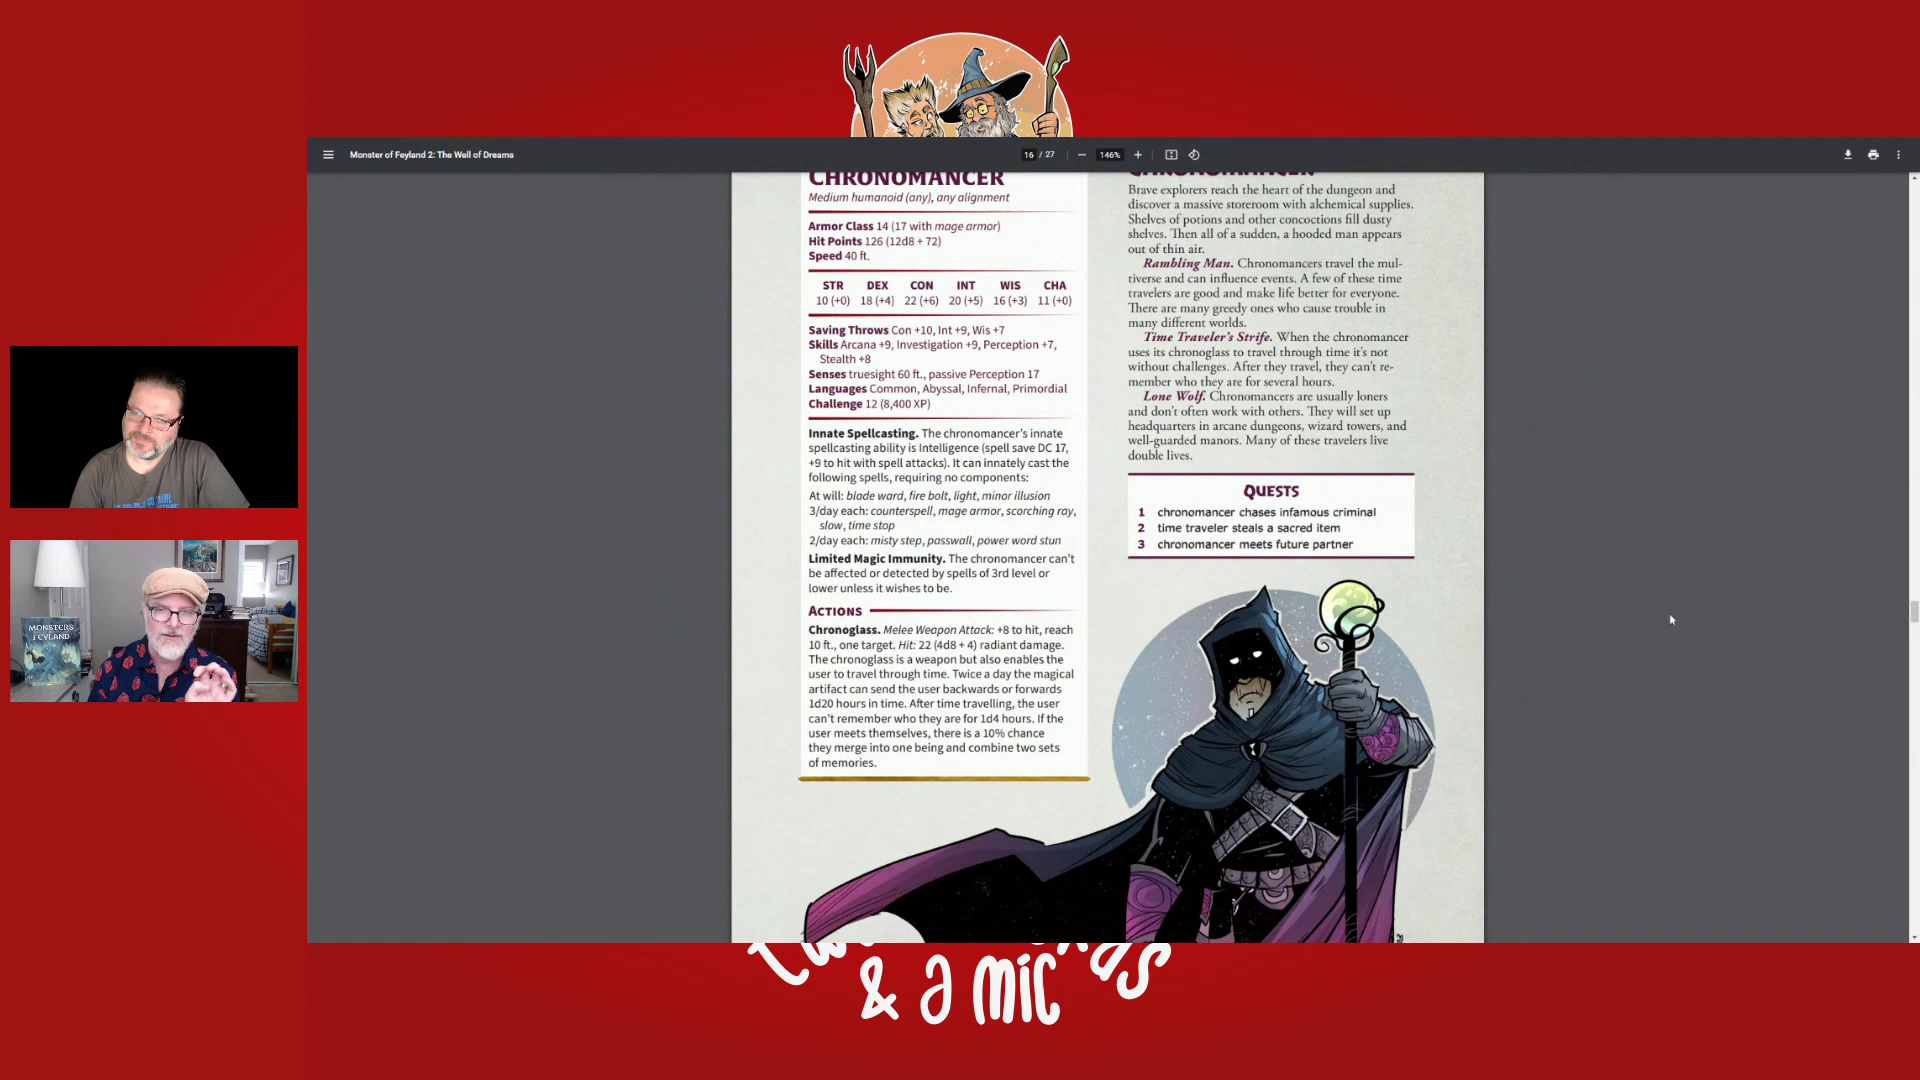 Monster of Feyland 2: The Well of Dreams
16 / 27
146%
CHRONOMANCER
Medium humanoid (any), any alignment
Armor Class 14 (17 with mage armor)
Hit Points 126 (12d8 + 72)
Speed 40 ft.
STR DEX CON INT WIS CHA
10 (+0) 18 (+4) 22 (+6) 20 (+5) 16 (+3) 11 (+0)
Saving Throws Con +10, Int +9, Wis +7
Skills Arcana +9, Investigation +9, Perception +7,
Stealth +8
Senses truesight 60 ft., passive Perception 17
Languages Common, Abyssal, Infernal, Primordial
Challenge 12 (8,400 XP)
Innate Spellcasting. The chronomancer's innate
spellcasting ability is Intelligence (spell save DC 17,
+9 to hit with spell attacks). It can innately cast the
following spells, requiring no components:
At will: blade ward, fire bolt, light, minor illusion
3/day each: counterspell, mage armor, scorching ray,
slow, time stop
2/day each: misty step, passwall, power word stun
Limited Magic Immunity. The chronomancer can't
be affected or detected by spells of 3rd level or
lower unless it wishes to be.
ACTIONS
Chronoglass. Melee Weapon Attack: +8 to hit, reach
10 ft., one target. Hit: 22 (4d8 + 4) radiant damage.
The chronoglass is a weapon but also enables the
user to travel through time. Twice a day the magical
artifact can send the user backwards or forwards
1d20 hours in time. After time travelling, the user
can't remember who they are for 1d4 hours. If the
user meets themselves, there is a 10% chance
they merge into one being and combine two sets
of memories.
CHRONOMANCER
Brave explorers reach the heart of the dungeon and
discover a massive storeroom with alchemical supplies.
Shelves of potions and other concoctions fill dusty
shelves. Then all of a sudden, a hooded man appears
out of thin air.
Rambling Man. Chronomancers travel the mul-
tiverse and can influence events. A few of these time
travelers are good and make life better for everyone.
There are many greedy ones who cause trouble in
many different worlds.
Time Traveler's Strife. When the chronomancer
uses its chronoglass to travel through time it's not
without challenges. After they travel, they can't re-
member who they are for several hours.
Lone Wolf. Chronomancers are usually loners
and don't often work with others. They will set up
headquarters in arcane dungeons, wizard towers, and
well-guarded manors. Many of these travelers live
double lives.
QUESTS
1 chronomancer chases infamous criminal
2 time traveler steals a sacred item
3 chronomancer meets future partner
MONSTERS
FEYLAND
& a mic